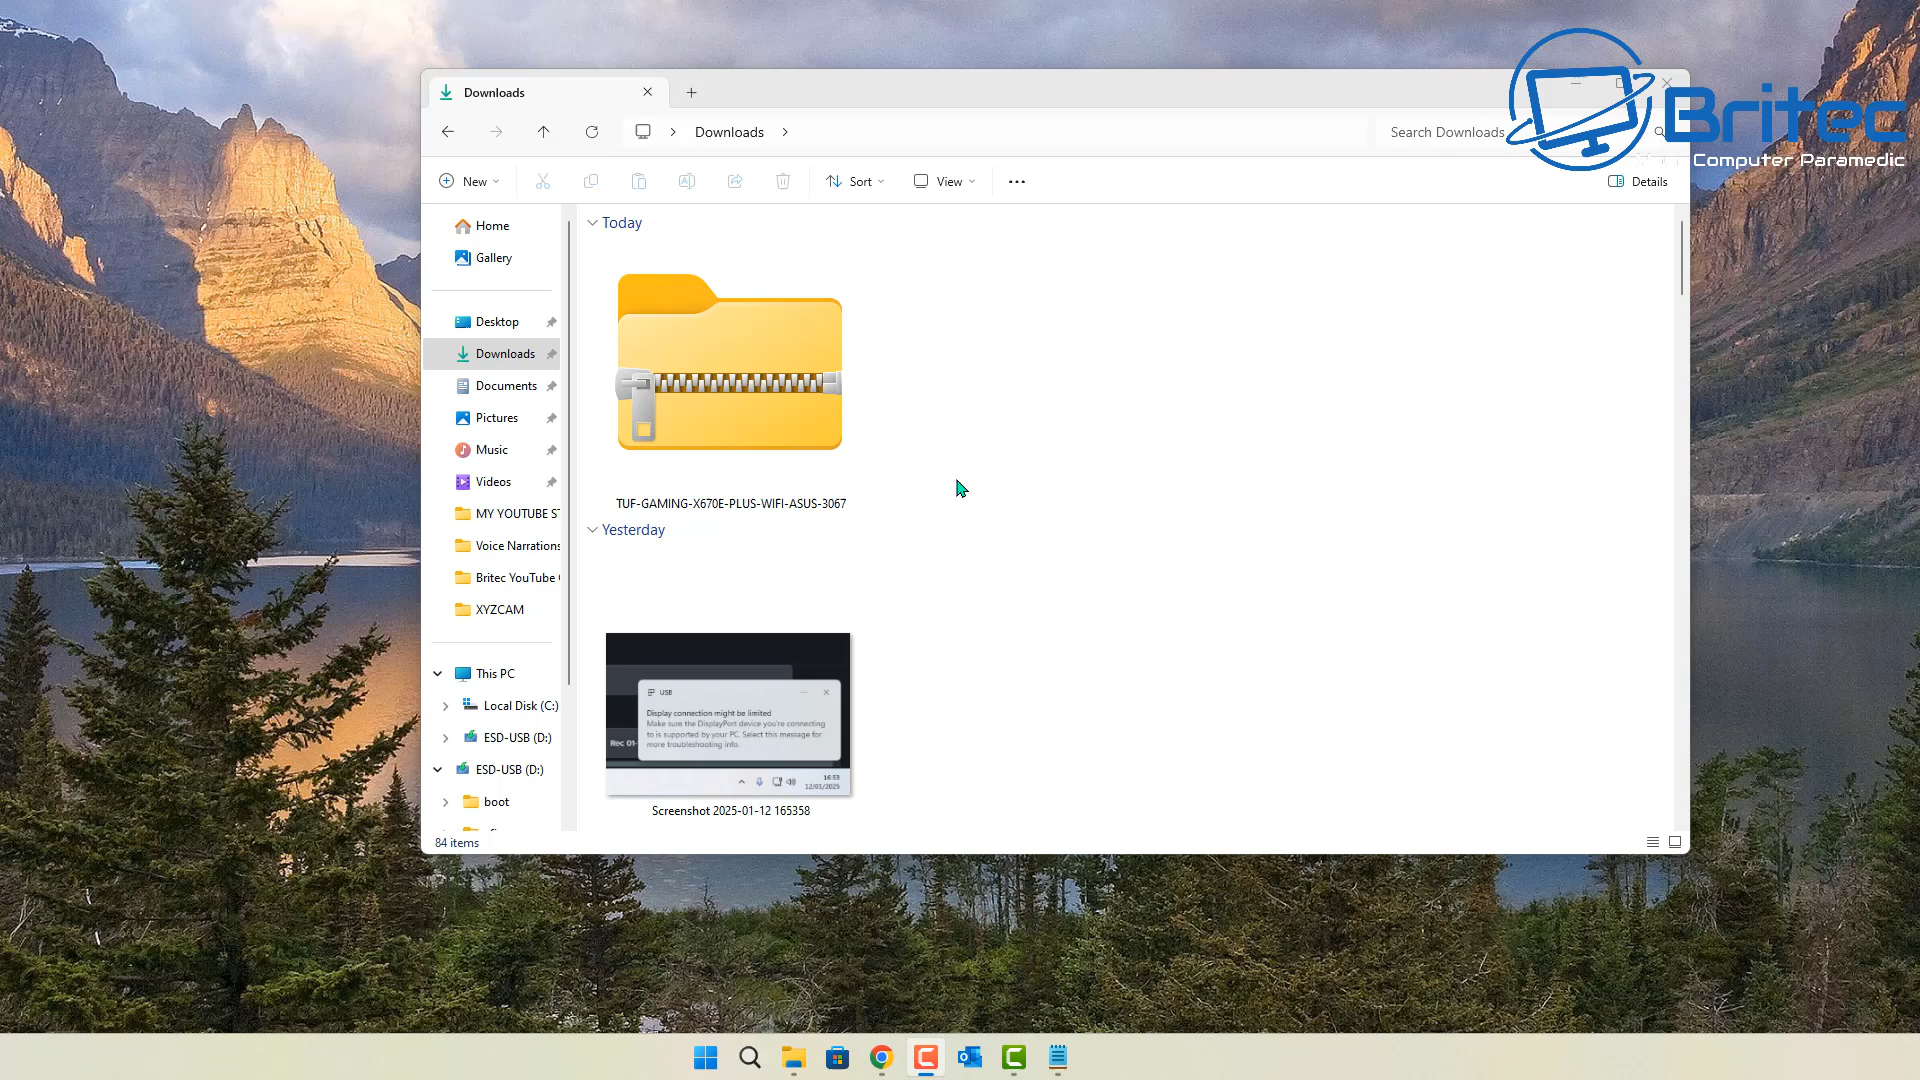 Britec
Computer Paramedic
Downloads
Downloads
Search Downloads
New
Sort
View
Details
Home
Gallery
Desktop
Downloads
Documents
Pictures
Music
Videos
MY YOUTUBE ST
Voice Narrations
Britec YouTube
XYZCAM
This PC
Local Disk (C:)
ESD-USB (D:)
ESD-USB (D:)
boot
Today
TUF-GAMING-X670E-PLUS-WIFI-ASUS-3067
Yesterday
USB
Display connection might be limited
Make sure the DisplayPort device you're connecting
to is supported by your PC. Select this message for
more troubleshooting info.
Rec 01-
16:53
12/01/2025
Screenshot 2025-01-12 165358
84 items